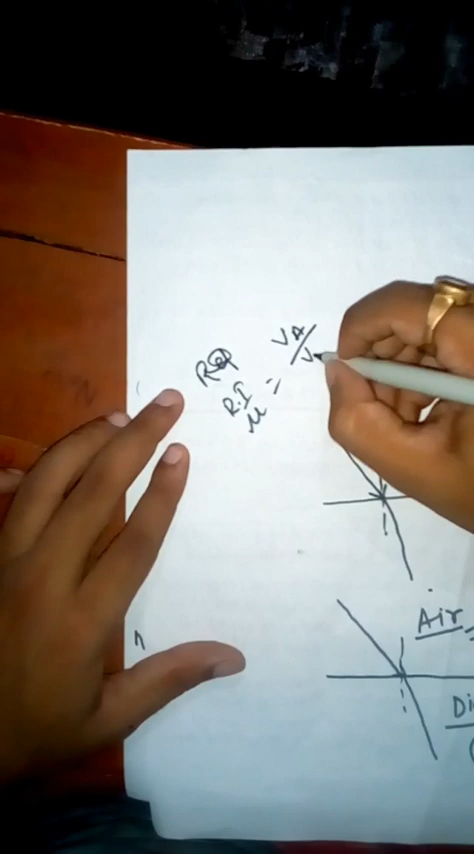 R.I
μ = VA/V
Air
Di